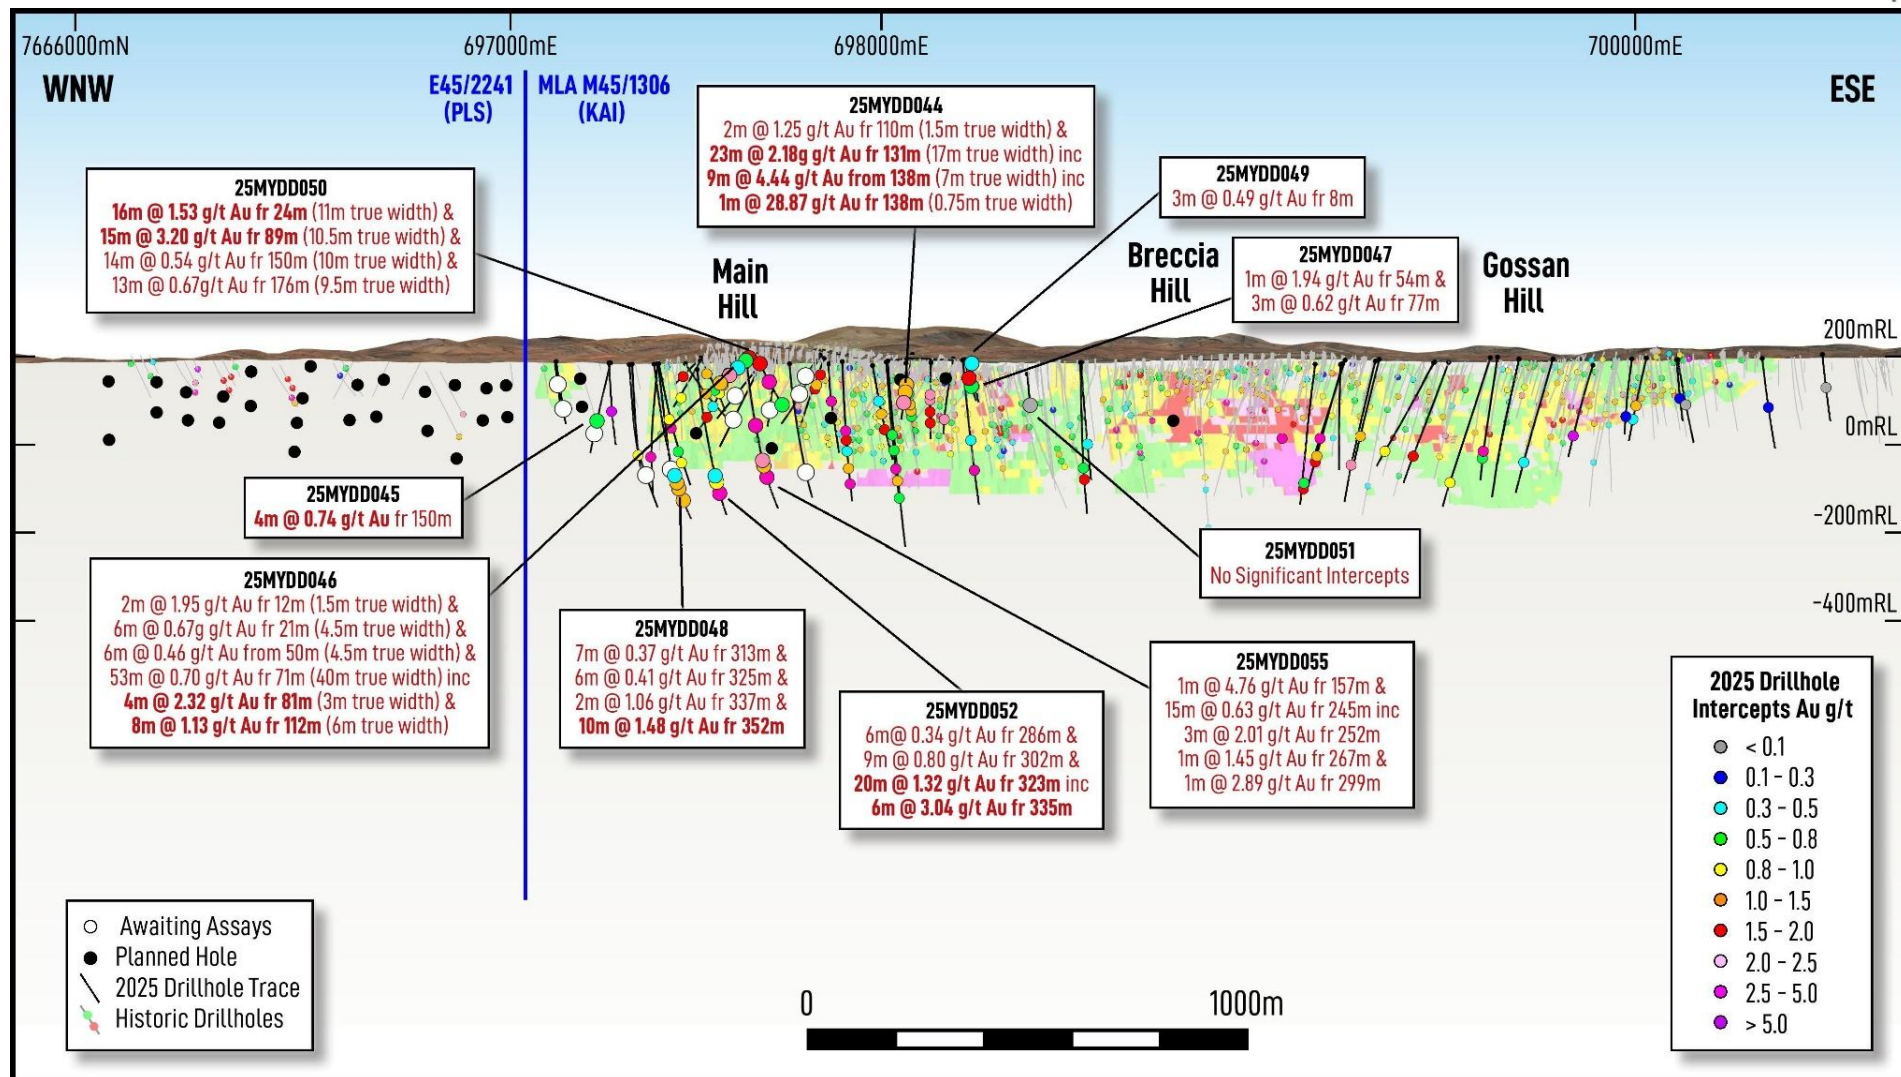 7666000mN
697000mE
698000mE
700000mE
WNW
E45/2241
(PLS)
MLA M45/1306
(KAI)
ESE
25MYDD044
2m @ 1.25 g/t Au fr 110m (1.5m true width) &
23m @ 2.18g g/t Au fr 131m (17m true width) inc
9m @ 4.44 g/t Au from 138m (7m true width) inc
1m @ 28.87 g/t Au fr 138m (0.75m true width)
25MYDD050
16m @ 1.53 g/t Au fr 24m (11m true width) &
15m @ 3.20 g/t Au fr 89m (10.5m true width) &
14m @ 0.54 g/t Au fr 150m (10m true width) &
13m @ 0.67g/t Au fr 176m (9.5m true width)
25MYDD049
3m @ 0.49 g/t Au fr 8m
Main
Hill
Breccia
Hill
25MYDD047
1m @ 1.94 g/t Au fr 54m &
3m @ 0.62 g/t Au fr 77m
Gossan
Hill
200mRL
0mRL
-200mRL
-400mRL
25MYDD045
4m @ 0.74 g/t Au fr 150m
25MYDD051
No Significant Intercepts
25MYDD046
2m @ 1.95 g/t Au fr 12m (1.5m true width) &
6m @ 0.67g g/t Au fr 21m (4.5m true width) &
6m @ 0.46 g/t Au from 50m (4.5m true width) &
53m @ 0.70 g/t Au fr 71m (40m true width) inc
4m @ 2.32 g/t Au fr 81m (3m true width) &
8m @ 1.13 g/t Au fr 112m (6m true width)
25MYDD048
7m @ 0.37 g/t Au fr 313m &
6m @ 0.41 g/t Au fr 325m &
2m @ 1.06 g/t Au fr 337m &
10m @ 1.48 g/t Au fr 352m
25MYDD052
6m@ 0.34 g/t Au fr 286m &
9m @ 0.80 g/t Au fr 302m &
20m @ 1.32 g/t Au fr 323m inc
6m @ 3.04 g/t Au fr 335m
25MYDD055
1m @ 4.76 g/t Au fr 157m &
15m @ 0.63 g/t Au fr 245m inc
3m @ 2.01 g/t Au fr 252m
1m @ 1.45 g/t Au fr 267m &
1m @ 2.89 g/t Au fr 299m
2025 Drillhole
Intercepts Au g/t
< 0.1
0.1 - 0.3
0.3 - 0.5
0.5 - 0.8
0.8 - 1.0
1.0 - 1.5
1.5 - 2.0
2.0 - 2.5
2.5 - 5.0
> 5.0
Awaiting Assays
Planned Hole
2025 Drillhole Trace
Historic Drillholes
0
1000m